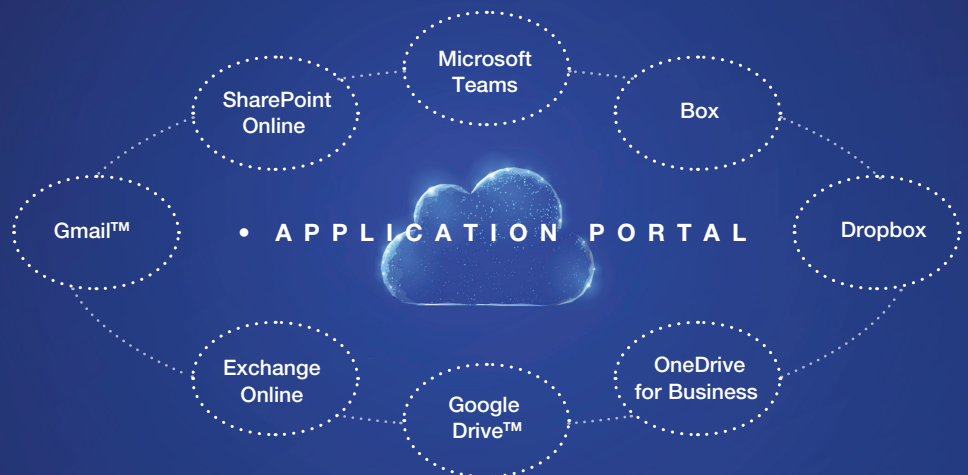 Microsoft
Teams
SharePoint
Online
Box
Gmail™
• APPLICATION PORTAL
Dropbox
Exchange
Online
OneDrive
for Business
Google
Drive™